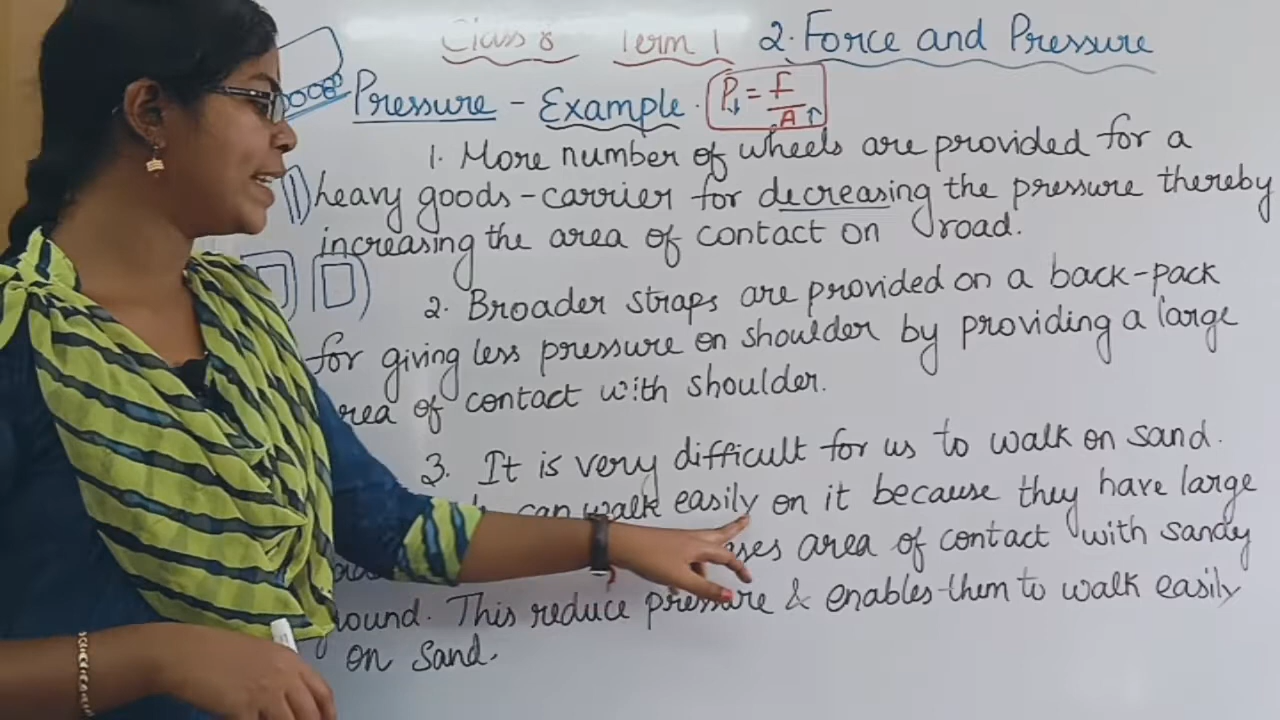 Class 8 Term 1 2. Force and Pressure
Pressure - Example. P↓ = F/A↑
1. More number of wheels are provided for a
heavy goods-carrier for decreasing the pressure thereby
increasing the area of contact on road.
2. Broader straps are provided on a back-pack
for giving less pressure on shoulder by providing a large
area of contact with shoulder.
3. It is very difficult for us to walk on sand.
can walk easily on it because they have large
area of contact with sandy
This reduce pressure & enables-them to walk easily
on sand.